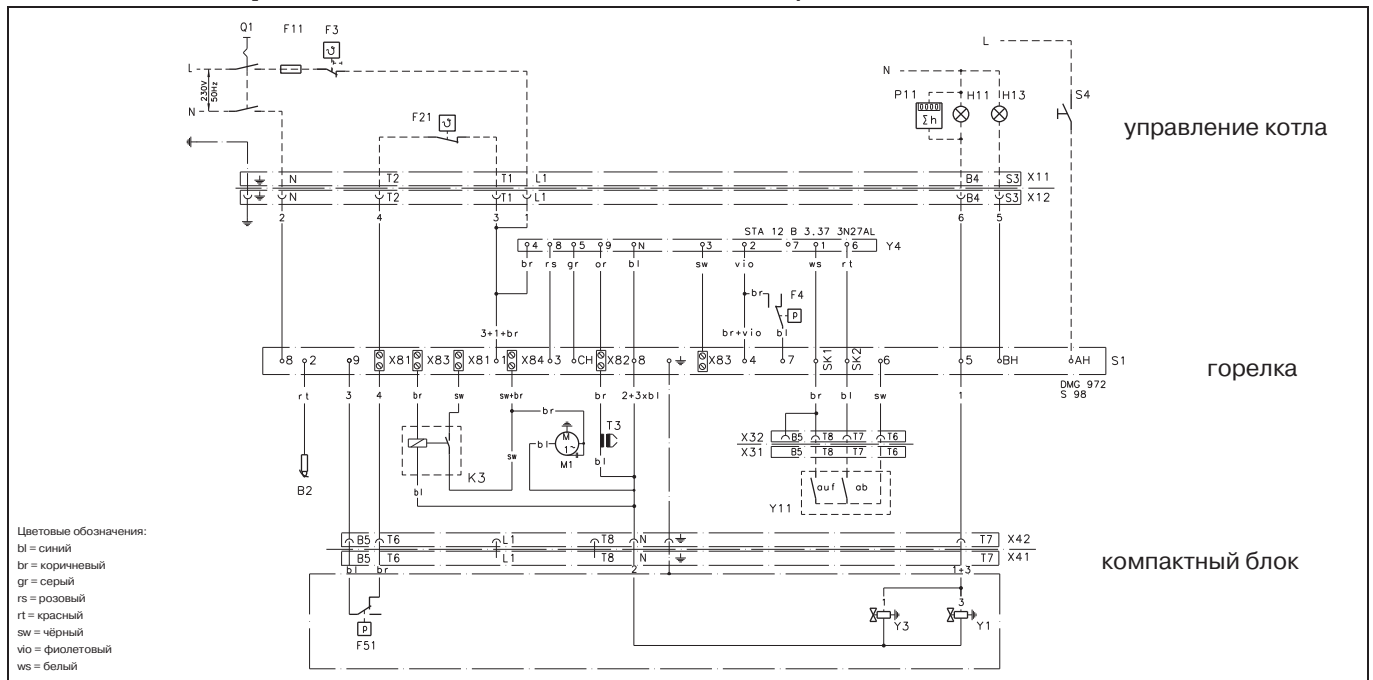 Q1 F11 F3
L
230V
50Hz
N
F21
L
N
P11 H11 H13 S4
Σh
управление котла
N T2 T1 L1 B4 S3 X11
N T2 T1 L1 B4 S3 X12
2 4 3 1 6 5
STA 12 B 3.37 3N27AL
4 8 5 9 N 3 2 7 1 6 Y4
br rs gr or bl sw vio ws rt
br F4
P
3+1+br br+vio bl
8 2 9 X81 X83 X81 1 X84 3 CH X82 8 X83 4 7 SK1 SK2 6 5 BH AH S1
горелка
DMG 972
S 98
rt 3 4 br sw sw+br br 2+3xbl br bl sw 1
br
T3
bl M
1~
M1
sw
bl
K3
bl
B2
X32 B5 T8 T7 T6
X31 B5 T8 T7 T6
auf ab
Y11
B5 T6 L1 T8 N T7 X42
B5 T6 L1 T8 N T7 X41
компактный блок
bl br 2 1+3
1 3
Y3 Y1
P
F51
Цветовые обозначения:
bl = синий
br = коричневый
gr = серый
rs = розовый
rt = красный
sw = чёрный
vio = фиолетовый
ws = белый